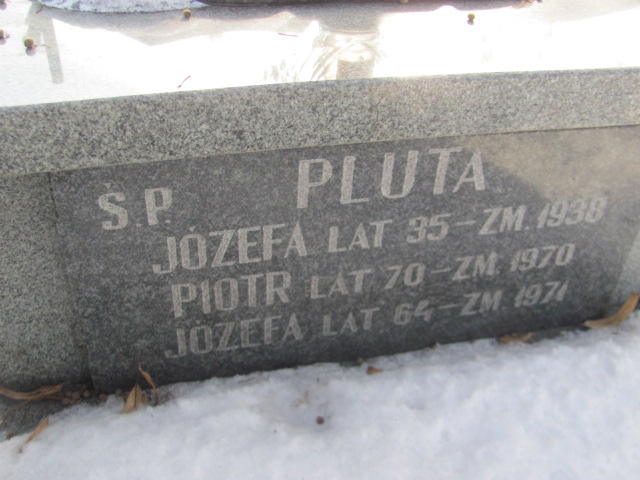 Ś.P. PLUTA
JÓZEFA LAT 35-ZM.1938
PIOTR LAT 70-ZM.1970
JÓZEFA LAT 64-ZM.1971